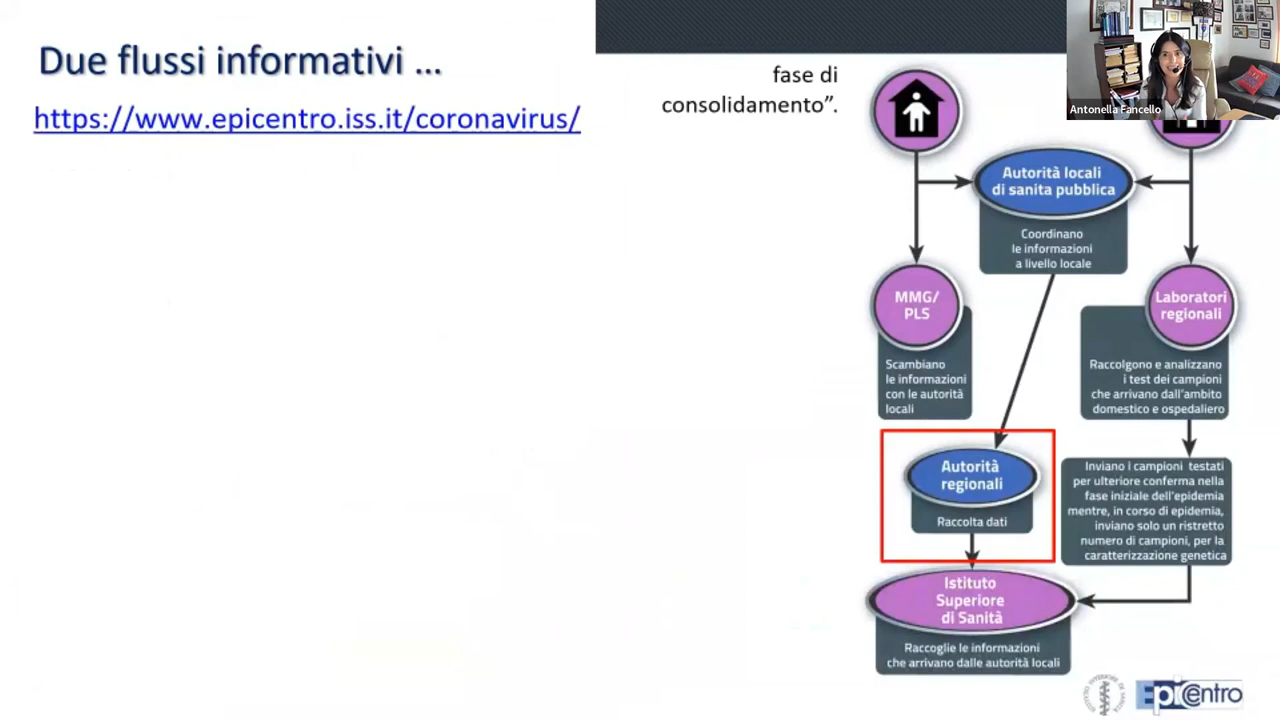 Due flussi informativi ...
https://www.epicentro.iss.it/coronavirus/
fase di
consolidamento”.
Antonella Fancello
Autorità locali
di sanita pubblica
Coordinano
le informazioni
a livello locale
MMG/
PLS
Scambiano
le informazioni
con le autorità
locali
Laboratori
regionali
Raccolgono e analizzano
i test dei campioni
che arrivano dall'ambito
domestico e ospedaliero
Autorità
regionali
Raccolta dati
Inviano i campioni testati
per ulteriore conferma nella
fase iniziale dell'epidemia
mentre, in corso di epidemia,
inviano solo un ristretto
numero di campioni, per la
caratterizzazione genetica
Istituto
Superiore
di Sanità
Raccoglie le informazioni
che arrivano dalle autorità locali
EpiCentro